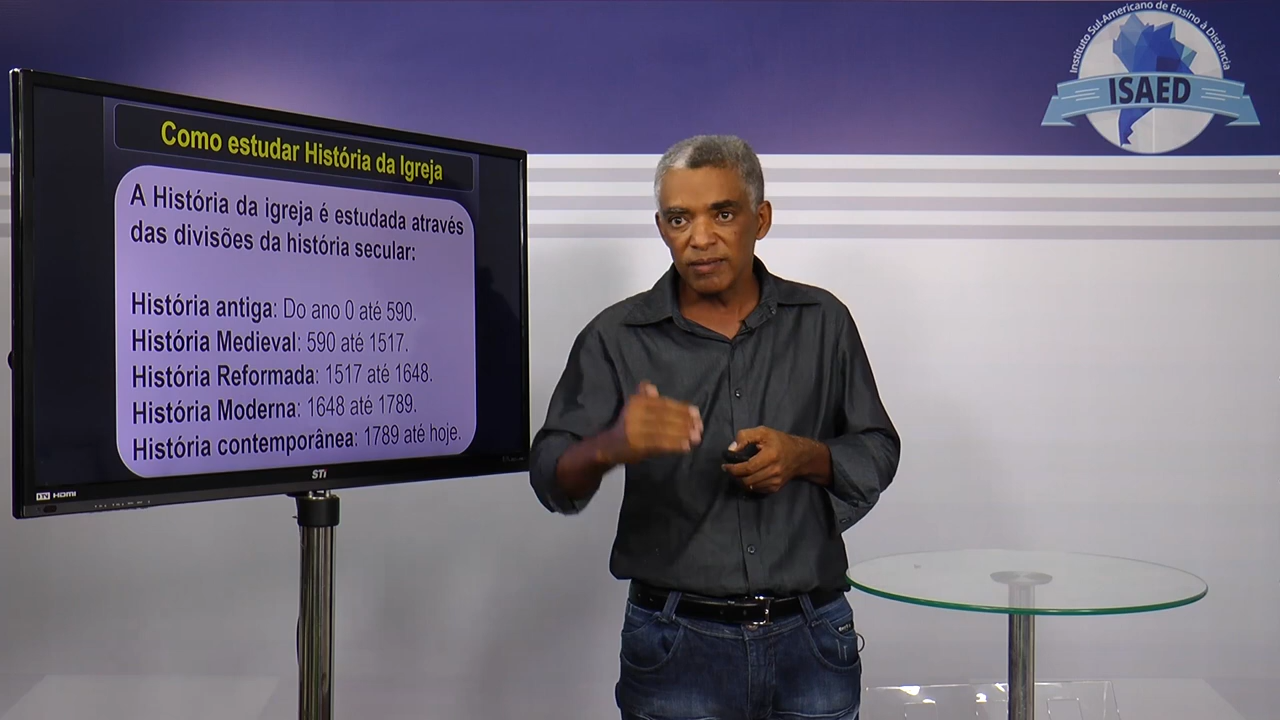 Instituto Sul-Americano de Ensino à Distância
ISAED
Como estudar História da Igreja
A História da igreja é estudada através
das divisões da história secular:
História antiga: Do ano 0 até 590.
História Medieval: 590 até 1517.
História Reformada: 1517 até 1648.
História Moderna: 1648 até 1789.
História contemporânea: 1789 até hoje.
STi
HDMI